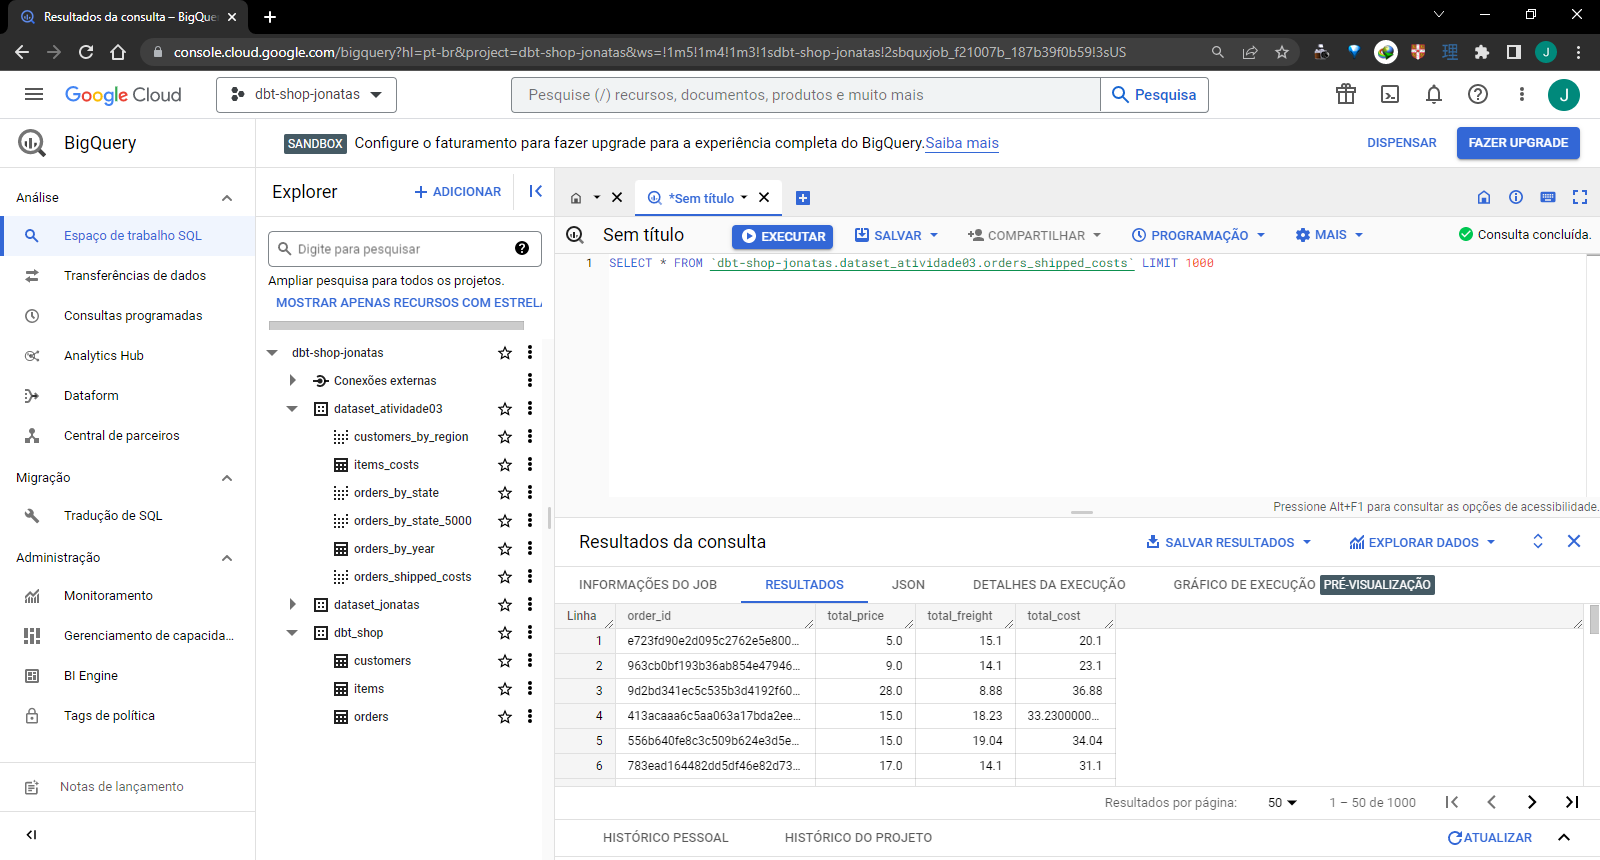 Resultados da consulta – BigQue
console.cloud.google.com/bigquery?hl=pt-br&project=dbt-shop-jonatas&ws=!1m5!1m4!1m3!1sdbt-shop-jonatas!2sbquxjob_f21007b_187b39f0b59!3sUS
J
Google Cloud
dbt-shop-jonatas
Pesquise (/) recursos, documentos, produtos e muito mais
Pesquisa
J
BigQuery
SANDBOX Configure o faturamento para fazer upgrade para a experiência completa do BigQuery. Saiba mais
DISPENSAR
FAZER UPGRADE
Análise
Espaço de trabalho SQL
Transferências de dados
Consultas programadas
Analytics Hub
Dataform
Central de parceiros
Migração
Tradução de SQL
Administração
Monitoramento
Gerenciamento de capacida...
BI Engine
Tags de política
Notas de lançamento
Explorer
ADICIONAR
Digite para pesquisar
Ampliar pesquisa para todos os projetos.
MOSTRAR APENAS RECURSOS COM ESTRELA
dbt-shop-jonatas
Conexões externas
dataset_atividade03
customers_by_region
items_costs
orders_by_state
orders_by_state_5000
orders_by_year
orders_shipped_costs
dataset_jonatas
dbt_shop
customers
items
orders
*Sem título
Sem título
EXECUTAR
SALVAR
COMPARTILHAR
PROGRAMAÇÃO
MAIS
Consulta concluída.
1 SELECT * FROM `dbt-shop-jonatas.dataset_atividade03.orders_shipped_costs` LIMIT 1000
Pressione Alt+F1 para consultar as opções de acessibilidade.
Resultados da consulta
SALVAR RESULTADOS
EXPLORAR DADOS
INFORMAÇÕES DO JOB
RESULTADOS
JSON
DETALHES DA EXECUÇÃO
GRÁFICO DE EXECUÇÃO PRÉ-VISUALIZAÇÃO
Linha order_id total_price total_freight total_cost
1 e723fd90e2d095c2762e5e800... 5.0 15.1 20.1
2 963cb0bf193b36ab854e47946... 9.0 14.1 23.1
3 9d2bd341ec5c535b3d4192f60... 28.0 8.88 36.88
4 413acaaa6c5aa063a17bda2ee... 15.0 18.23 33.2300000...
5 556b640fe8c3c509b624e3d5e... 15.0 19.04 34.04
6 783ead164482dd5df46e82d73... 17.0 14.1 31.1
Resultados por página: 50 1 – 50 de 1000
HISTÓRICO PESSOAL
HISTÓRICO DO PROJETO
ATUALIZAR